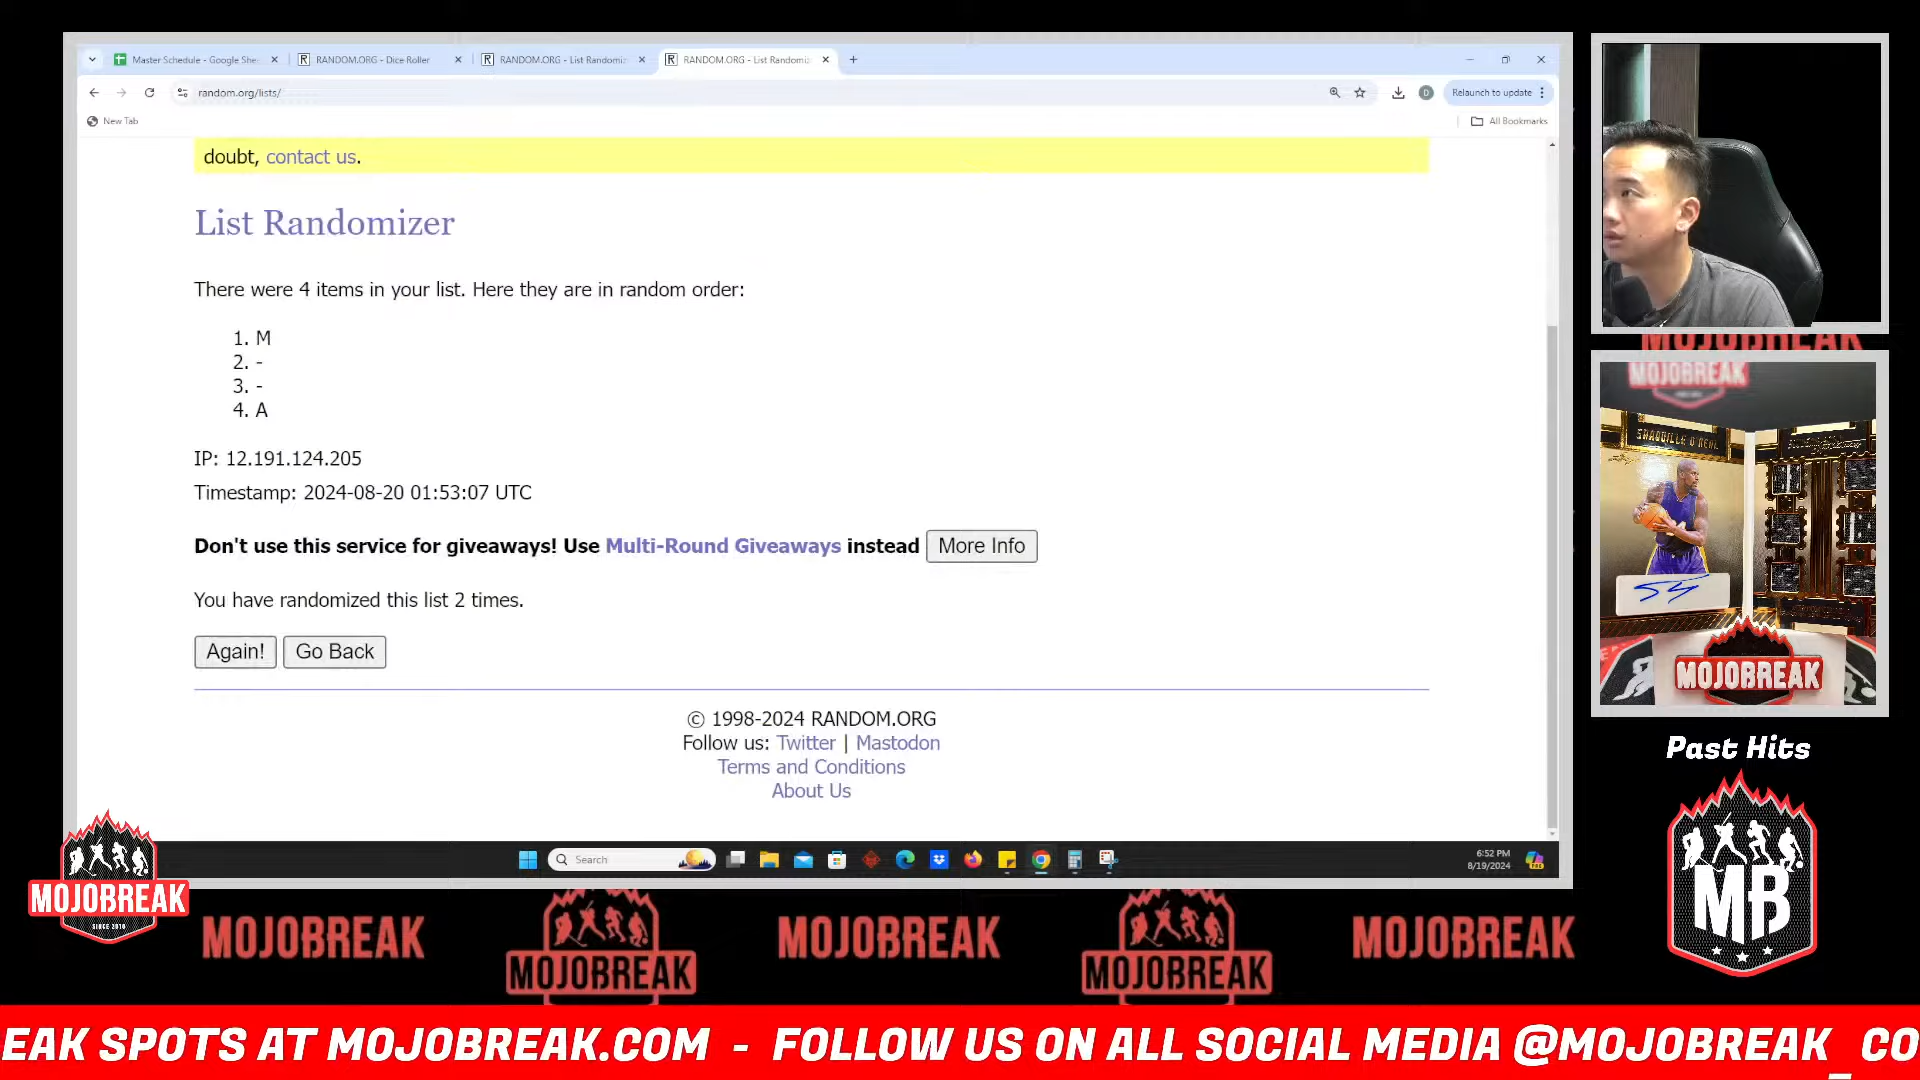 Master Schedule - Google She
RANDOM.ORG - Dice Roller
RANDOM.ORG - List Randomiz
RANDOM.ORG - List Randomiz
random.org/lists/
Relaunch to update
New Tab
All Bookmarks
doubt, contact us.
List Randomizer
There were 4 items in your list. Here they are in random order:
1. M
2. -
3. -
4. A
IP: 12.191.124.205
Timestamp: 2024-08-20 01:53:07 UTC
Don't use this service for giveaways! Use Multi-Round Giveaways instead More Info
You have randomized this list 2 times.
Again! Go Back
© 1998-2024 RANDOM.ORG
Follow us: Twitter | Mastodon
Terms and Conditions
About Us
Search
6:52 PM
8/19/2024
MOJOBREAK
MOJOBREAK
SHAQUILLE O'NEAL
MOJOBREAK
Past Hits
MB
MOJOBREAK
SINCE 2010
MOJOBREAK
MOJOBREAK
MOJOBREAK
MOJOBREAK
MOJOBREAK
EAK SPOTS AT MOJOBREAK.COM - FOLLOW US ON ALL SOCIAL MEDIA @MOJOBREAK_CO